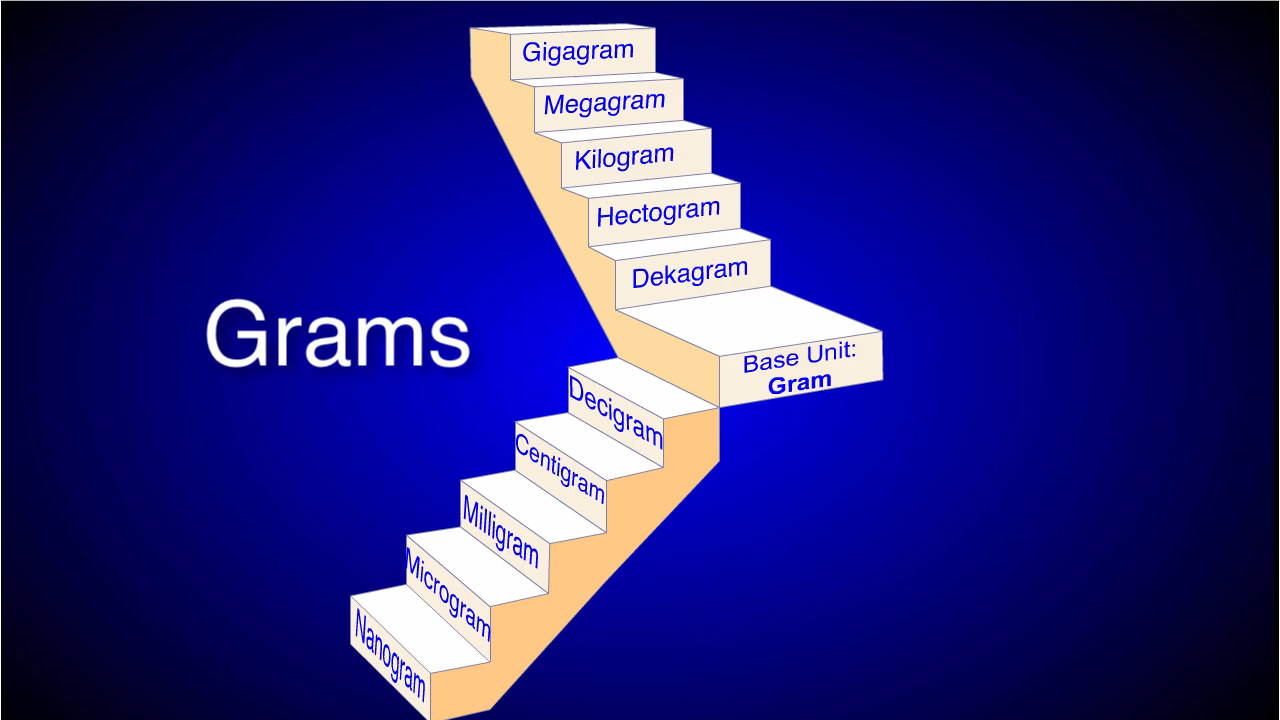 Gigagram
Megagram
Kilogram
Hectogram
Dekagram
Grams
Base Unit:
Gram
Decigram
Centigram
Milligram
Microgram
Nanogram